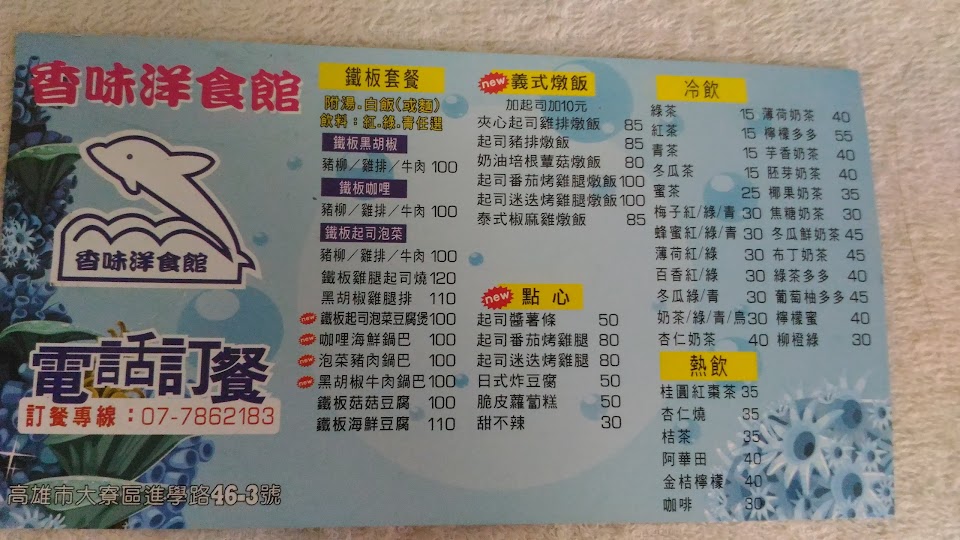 香味洋食館
香味洋食館
電話訂餐
訂餐專線：07-7862183
高雄市大寮區進學路46-3號
鐵板套餐
附湯.白飯(或麵)
飲料：紅.綠.青任選
鐵板黑胡椒
豬柳／雞排／牛肉 100
鐵板咖哩
豬柳／雞排／牛肉 100
鐵板起司泡菜
豬柳／雞排／牛肉 100
鐵板雞腿起司燒 120
黑胡椒雞腿排 110
new 鐵板起司泡菜豆腐煲 100
new 咖哩海鮮鍋巴 100
new 泡菜豬肉鍋巴 100
new 黑胡椒牛肉鍋巴 100
鐵板菇菇豆腐 100
鐵板海鮮豆腐 110
new 義式燉飯
加起司加10元
夾心起司雞排燉飯 85
起司豬排燉飯 80
奶油培根蕈菇燉飯 80
起司番茄烤雞腿燉飯 100
起司迷迭烤雞腿燉飯 100
泰式椒麻雞燉飯 85
new 點心
起司醬薯條 50
起司番茄烤雞腿 80
起司迷迭烤雞腿 80
日式炸豆腐 50
脆皮蘿蔔糕 50
甜不辣 30
冷飲
綠茶 15 薄荷奶茶 40
紅茶 15 檸檬多多 55
青茶 15 芋香奶茶 40
冬瓜茶 15 胚芽奶茶 40
蜜茶 25 椰果奶茶 35
梅子紅/綠/青 30 焦糖奶茶 30
蜂蜜紅/綠/青 30 冬瓜鮮奶茶 45
薄荷紅/綠 30 布丁奶茶 45
百香紅/綠 30 綠茶多多 40
冬瓜綠/青 30 葡萄柚多多 45
奶茶/綠/青/烏 30 檸檬蜜 40
杏仁奶茶 40 柳橙綠 30
熱飲
桂圓紅棗茶 35
杏仁燒 35
桔茶 35
阿華田 40
金桔檸檬 40
咖啡 30